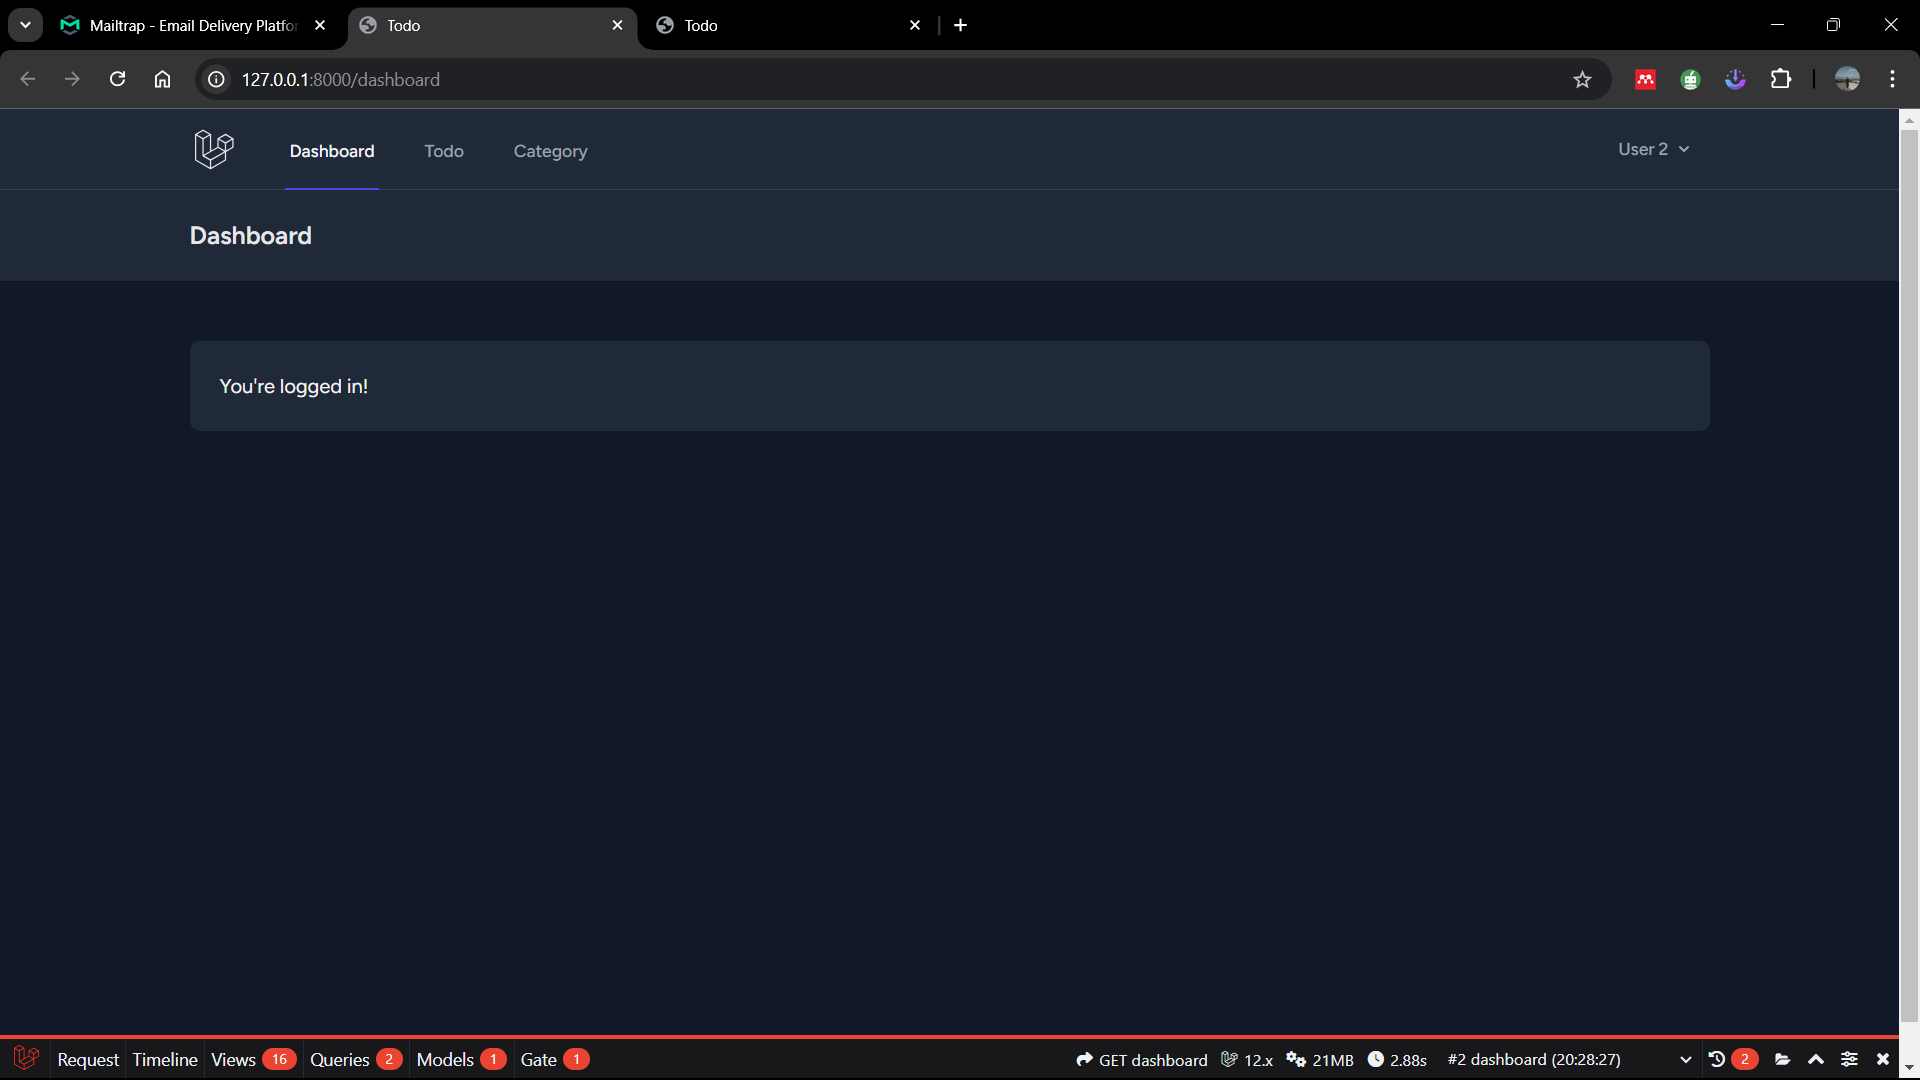 Mailtrap - Email Delivery Platfor
Todo
Todo
127.0.0.1:8000/dashboard
Dashboard
Todo
Category
User 2
Dashboard
You're logged in!
Request
Timeline
Views 16
Queries 2
Models 1
Gate 1
GET dashboard
12.x
21MB
2.88s
#2 dashboard (20:28:27)
2